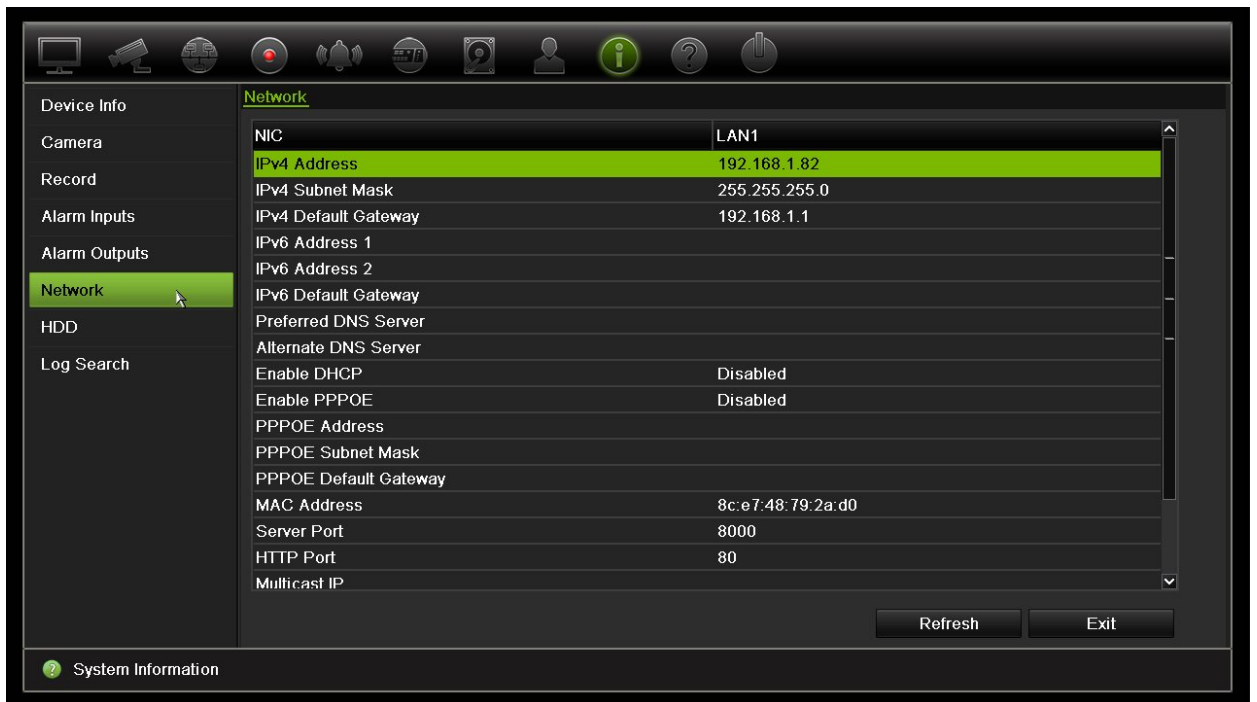 Device Info
Camera
Record
Alarm Inputs
Alarm Outputs
Network
HDD
Log Search
Network
NIC LAN1
IPv4 Address 192.168.1.82
IPv4 Subnet Mask 255.255.255.0
IPv4 Default Gateway 192.168.1.1
IPv6 Address 1
IPv6 Address 2
IPv6 Default Gateway
Preferred DNS Server
Alternate DNS Server
Enable DHCP Disabled
Enable PPPOE Disabled
PPPOE Address
PPPOE Subnet Mask
PPPOE Default Gateway
MAC Address 8c:e7:48:79:2a:d0
Server Port 8000
HTTP Port 80
Multicast IP
Refresh Exit
System Information